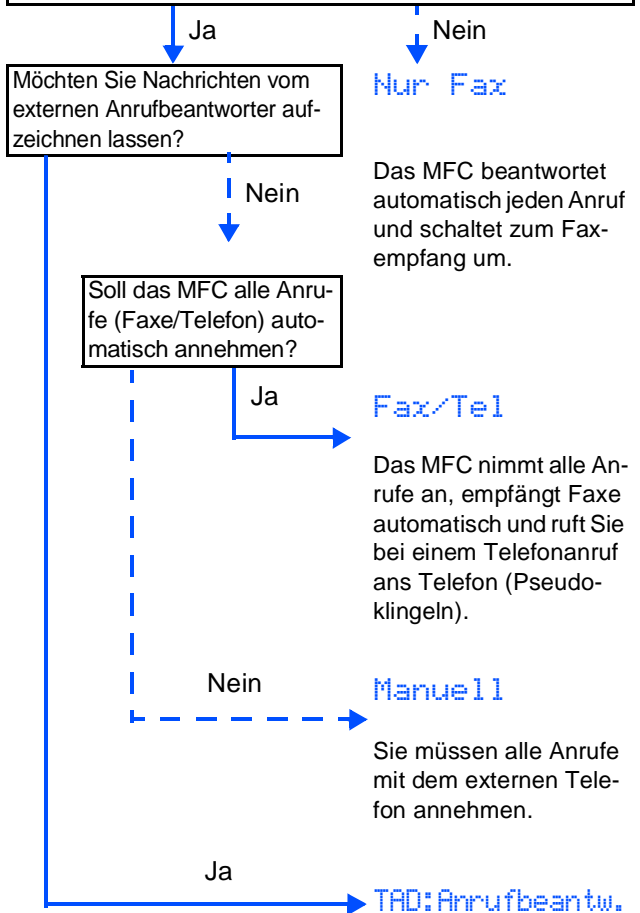 Ja
Nein
Möchten Sie Nachrichten vom
externen Anrufbeantworter auf-
zeichnen lassen?
Nur Fax
Das MFC beantwortet
automatisch jeden Anruf
und schaltet zum Fax-
empfang um.
Nein
Soll das MFC alle Anru-
fe (Faxe/Telefon) auto-
matisch annehmen?
Ja
Fax/Tel
Das MFC nimmt alle An-
rufe an, empfängt Faxe
automatisch und ruft Sie
bei einem Telefonanruf
ans Telefon (Pseudo-
klingeln).
Nein
Manuell
Sie müssen alle Anrufe
mit dem externen Tele-
fon annehmen.
Ja
TAD:Anrufbeantw.